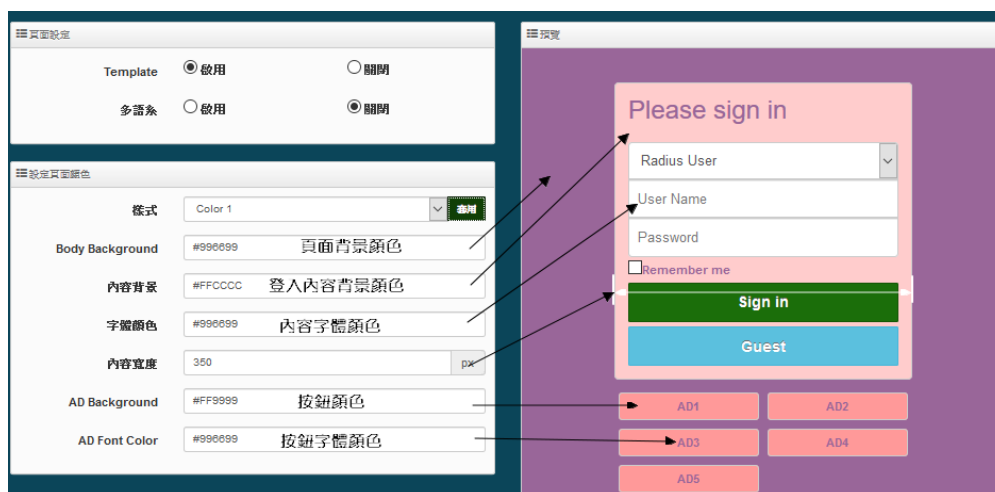 頁面設定
Template 啟用 關閉
多語系 啟用 關閉
設定頁面顏色
樣式 Color 1 套用
Body Background #996699 頁面背景顏色
內容背景 #FFCCCC 登入內容背景顏色
字體顏色 #996699 內容字體顏色
內容寬度 350 px
AD Background #FF9999 按鈕顏色
AD Font Color #996699 按鈕字體顏色
預覽
Please sign in
Radius User
User Name
Password
Remember me
Sign in
Guest
AD1 AD2
AD3 AD4
AD5